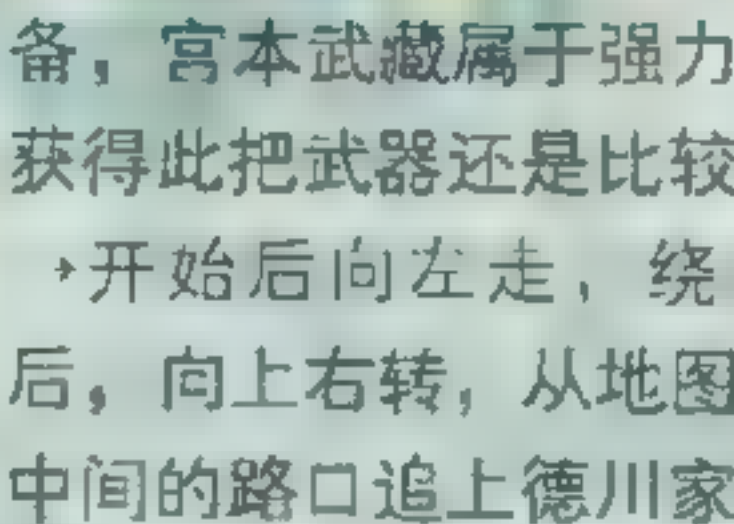 备，宫本武藏属于强力
获得此把武器还是比较
→开始后向左走，绕
后，向上右转，从地图
中间的路口追上德川家